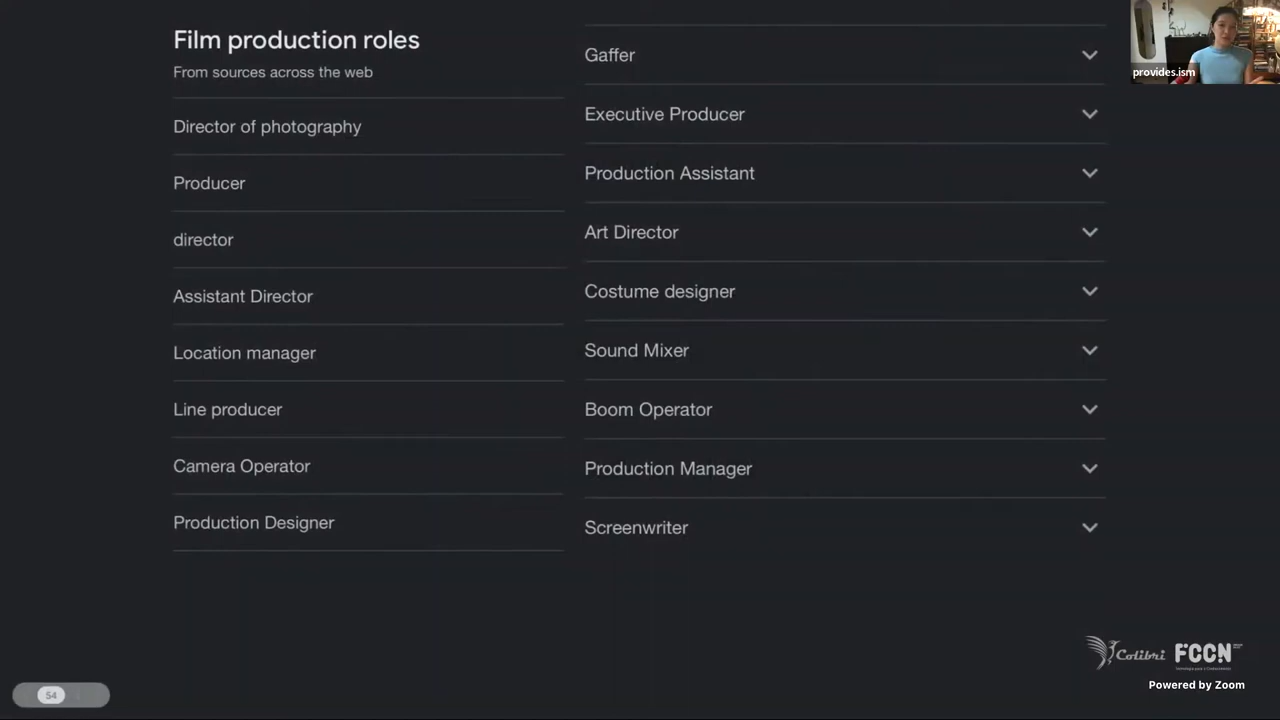 Film production roles
From sources across the web
Director of photography
Producer
director
Assistant Director
Location manager
Line producer
Camera Operator
Production Designer
Gaffer
Executive Producer
Production Assistant
Art Director
Costume designer
Sound Mixer
Boom Operator
Production Manager
Screenwriter
provides.ism
54
Colibri FCCN
Powered by Zoom